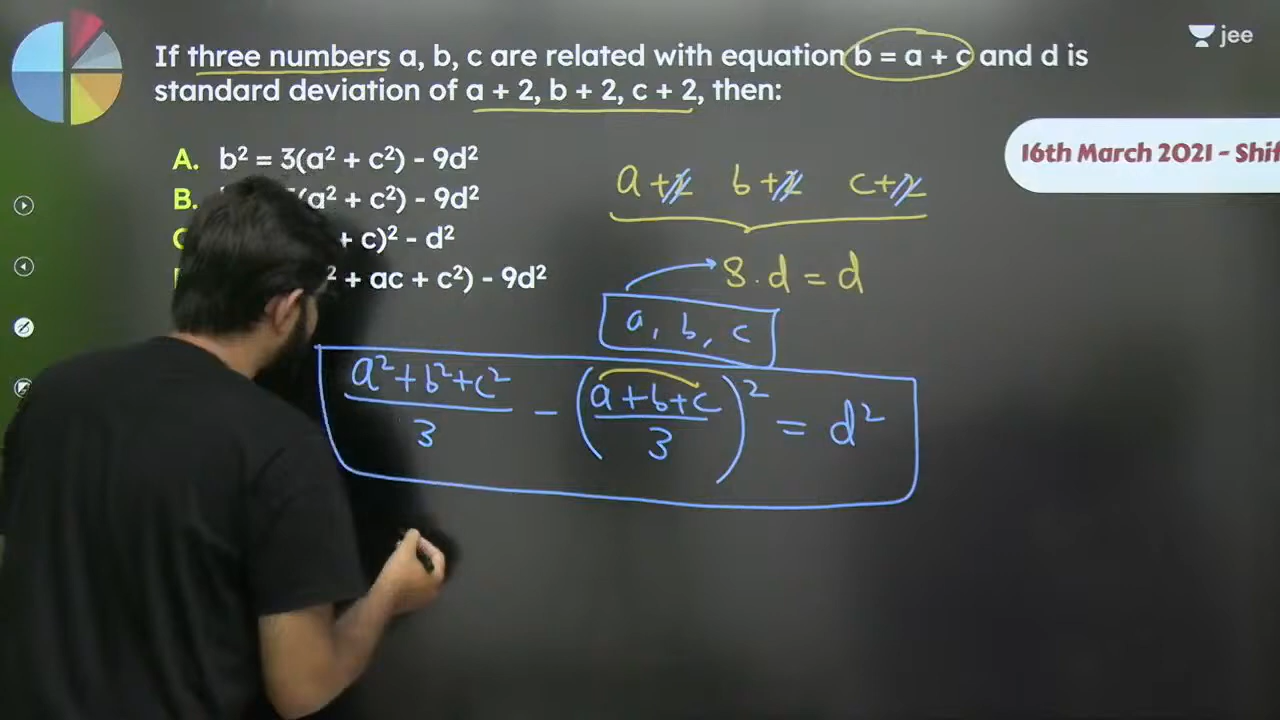 If three numbers a, b, c are related with equation b = a + c and d is
standard deviation of a + 2, b + 2, c + 2, then:
jee
16th March 2021 - Shif
A. b² = 3(a² + c²) - 9d²
B. (a² + c²) - 9d²
+ c)² - d²
² + ac + c²) - 9d²
a + 2 b + 2 c + 2
S.d = d
a, b, c
a² + b² + c² / 3 - (a + b + c / 3)² = d²